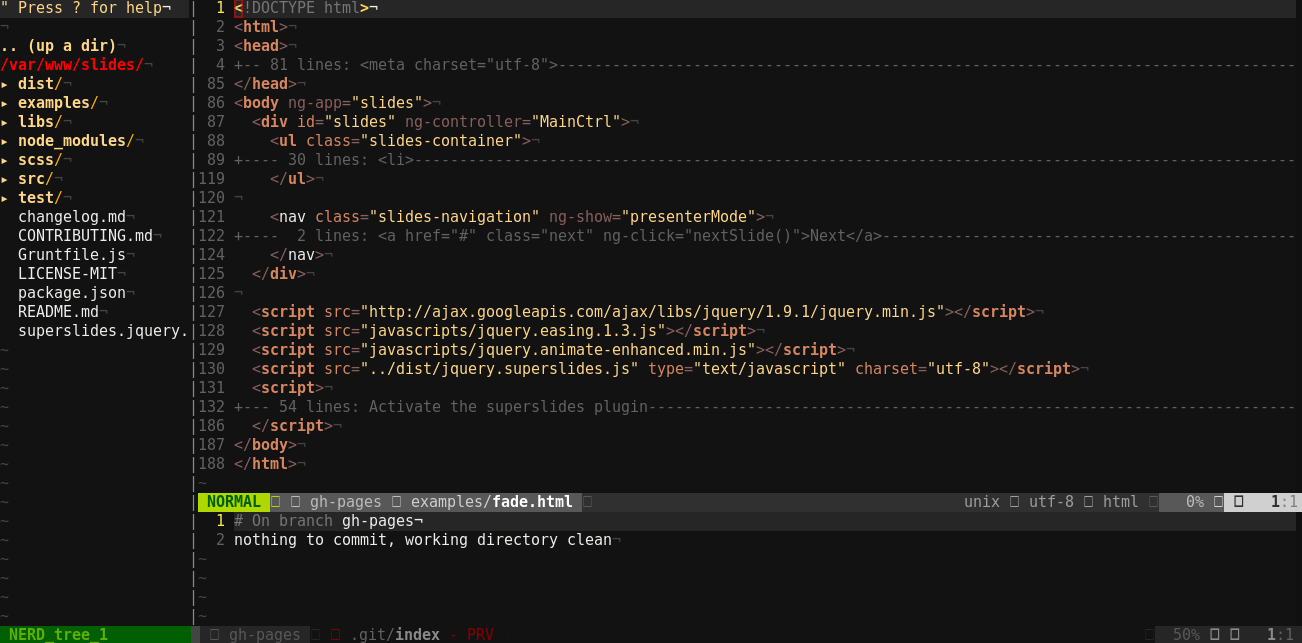 " Press ? for help¬
¬
.. (up a dir)¬
/var/www/slides/¬
▸ dist/¬
▸ examples/¬
▸ libs/¬
▸ node_modules/¬
▸ scss/¬
▸ src/¬
▸ test/¬
changelog.md¬
CONTRIBUTING.md¬
Gruntfile.js¬
LICENSE-MIT¬
package.json¬
README.md¬
superslides.jquery.
NERD_tree_1
1 <!DOCTYPE html>¬
2 <html>¬
3 <head>¬
4 +-- 81 lines: <meta charset="utf-8">----------------------------------------------------------------------------------
85 </head>¬
86 <body ng-app="slides">¬
87   <div id="slides" ng-controller="MainCtrl">¬
88     <ul class="slides-container">¬
89 +---- 30 lines: <li>--------------------------------------------------------------------------------------------------
119     </ul>¬
120 ¬
121     <nav class="slides-navigation" ng-show="presenterMode">¬
122 +----  2 lines: <a href="#" class="next" ng-click="nextSlide()">Next</a>----------------------------------------------
124     </nav>¬
125   </div>¬
126 ¬
127   <script src="http://ajax.googleapis.com/ajax/libs/jquery/1.9.1/jquery.min.js"></script>¬
128   <script src="javascripts/jquery.easing.1.3.js"></script>¬
129   <script src="javascripts/jquery.animate-enhanced.min.js"></script>¬
130   <script src="../dist/jquery.superslides.js" type="text/javascript" charset="utf-8"></script>¬
131   <script>¬
132 +--- 54 lines: Activate the superslides plugin------------------------------------------------------------------------
186   </script>¬
187 </body>¬
188 </html>¬
~
NORMAL gh-pages examples/fade.html unix utf-8 html 0% 1:1
1 # On branch gh-pages¬
2 nothing to commit, working directory clean¬
~
~
~
~
gh-pages .git/index - PRV 50% 1:1